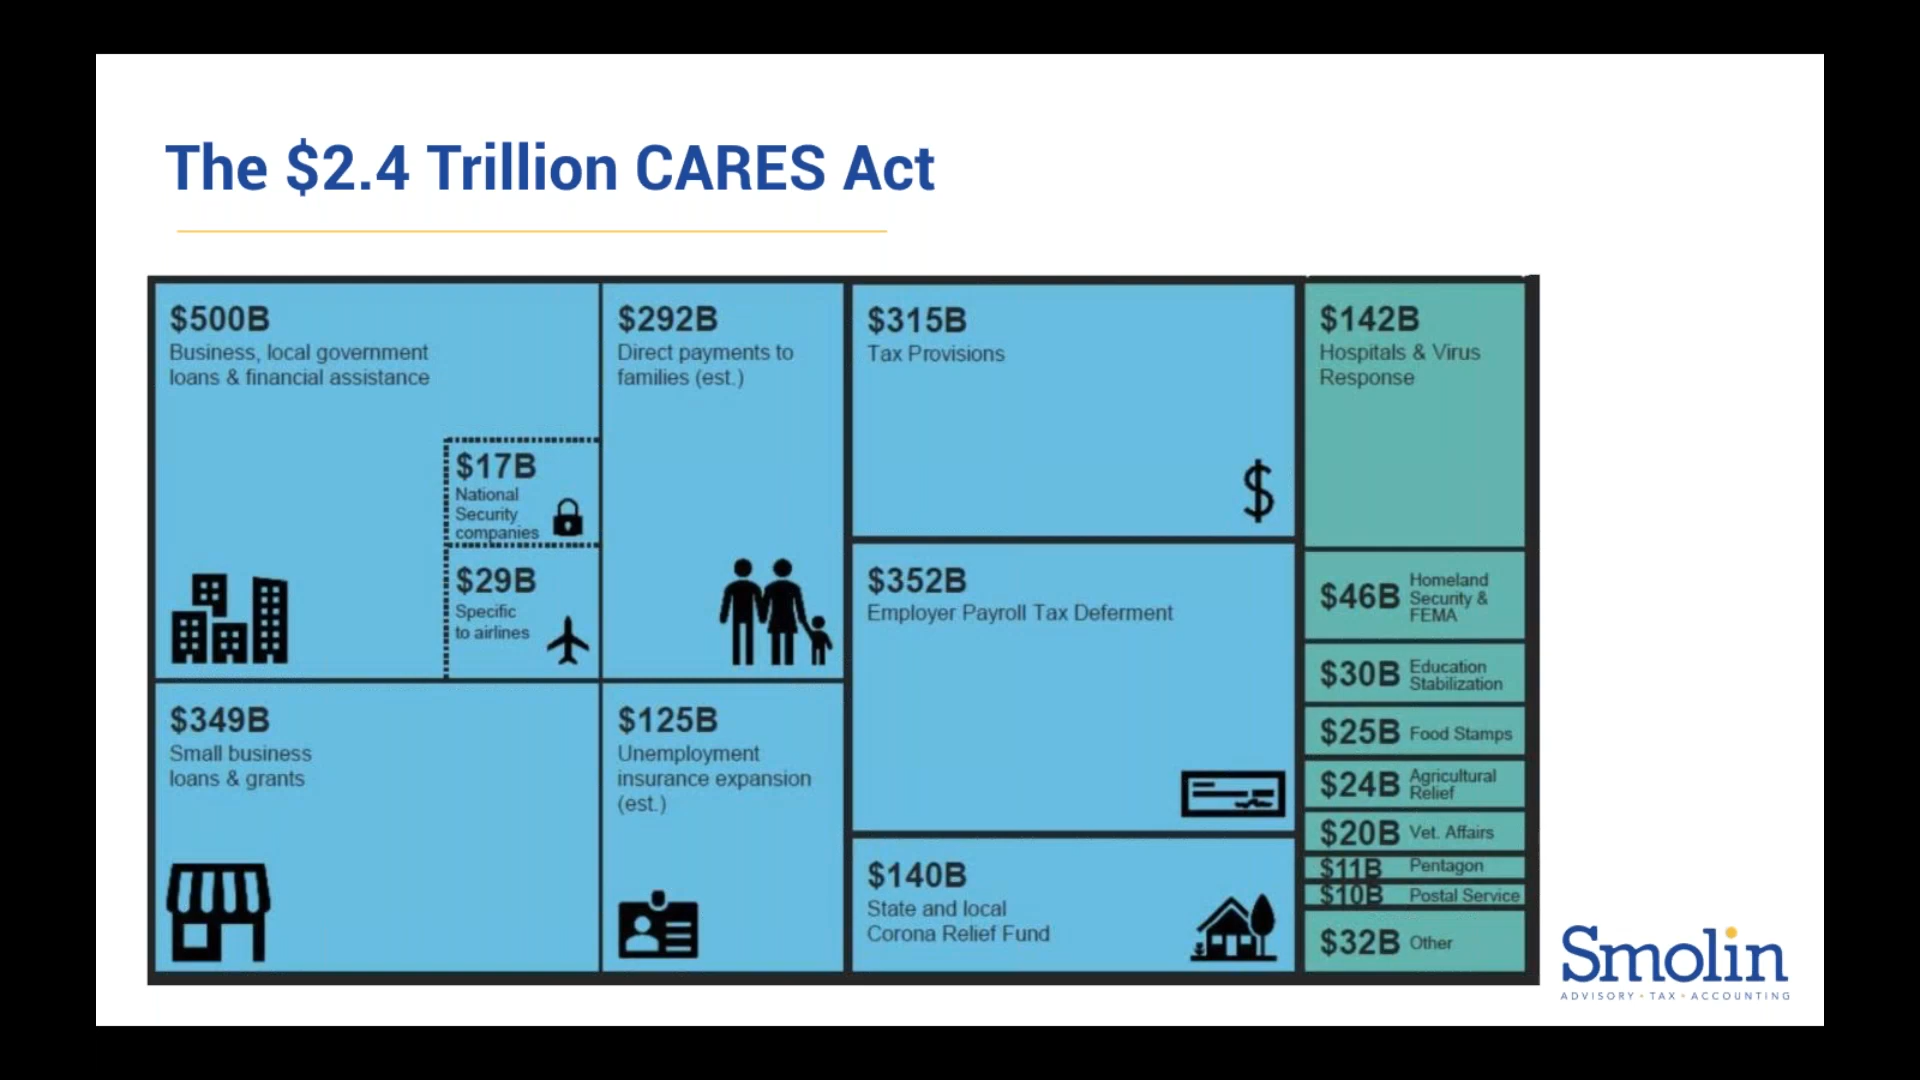 The $2.4 Trillion CARES Act
$500B
Business, local government
loans & financial assistance
$17B
National
Security
companies
$29B
Specific
to airlines
$349B
Small business
loans & grants
$292B
Direct payments to
families (est.)
$125B
Unemployment
insurance expansion
(est.)
$315B
Tax Provisions
$
$352B
Employer Payroll Tax Deferment
$140B
State and local
Corona Relief Fund
$142B
Hospitals & Virus
Response
$46B
Homeland
Security &
FEMA
$30B
Education
Stabilization
$25B Food Stamps
$24B
Agricultural
Relief
$20B Vet. Affairs
$11B Pentagon
$10B Postal Service
$32B Other
Smolin
ADVISORY • TAX • ACCOUNTING